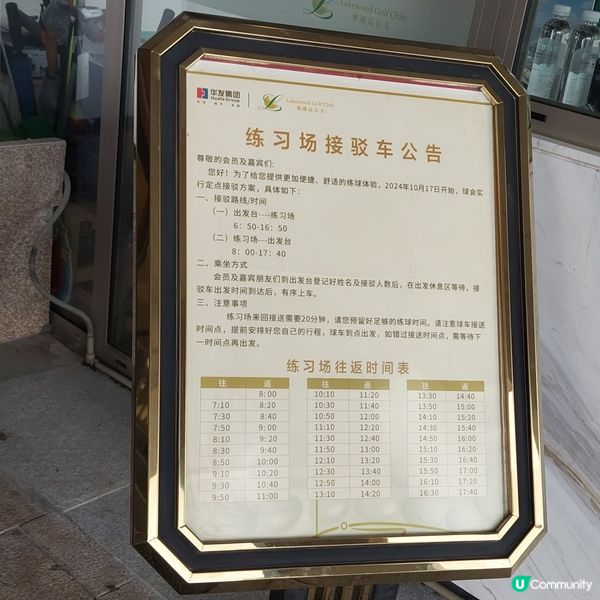 Lakewood Golf Club
翠湖高尔夫
华发集团
Huafa Group
Lakewood Golf Club
翠湖高尔夫
练习场接驳车公告
尊敬的会员及嘉宾们:
您好！为了给您提供更加便捷、舒适的练球体验，2024年10月17日开始，球会实
行定点接驳方案，具体如下：
一、接驳路线/时间
（一）出发台----练习场
6：50-16：50
（二）练习场---出发台
8：00-17：40
二、乘坐方式
会员及嘉宾朋友们到出发台登记好姓名及接驳人数后，在出发休息区等待，接
驳车出发时间到达后，有序上车。
三、注意事项
练习场来回接送需要20分钟，请您预留好足够的练球时间。请注意球车接送
时间点，提前安排好您自己的行程，球车到点出发，如错过接送时间点，需等待下
一时间点再出发。
练习场往返时间表
往 返 往 返 往 返
8:00 10:10 11:20 13:30 14:40
7:10 8:20 10:30 11:40 13:50 15:00
7:30 8:40 10:50 12:00 14:10 15:20
7:50 9:00 11:10 12:20 14:30 15:40
8:10 9:20 11:30 12:40 14:50 16:00
8:30 9:40 11:50 13:00 15:10 16:20
8:50 10:00 12:10 13:20 15:30 16:40
9:10 10:20 12:30 13:40 15:50 17:00
9:30 10:40 12:50 14:00 16:10 17:20
9:50 11:00 13:10 14:20 16:30 17:40
U Community